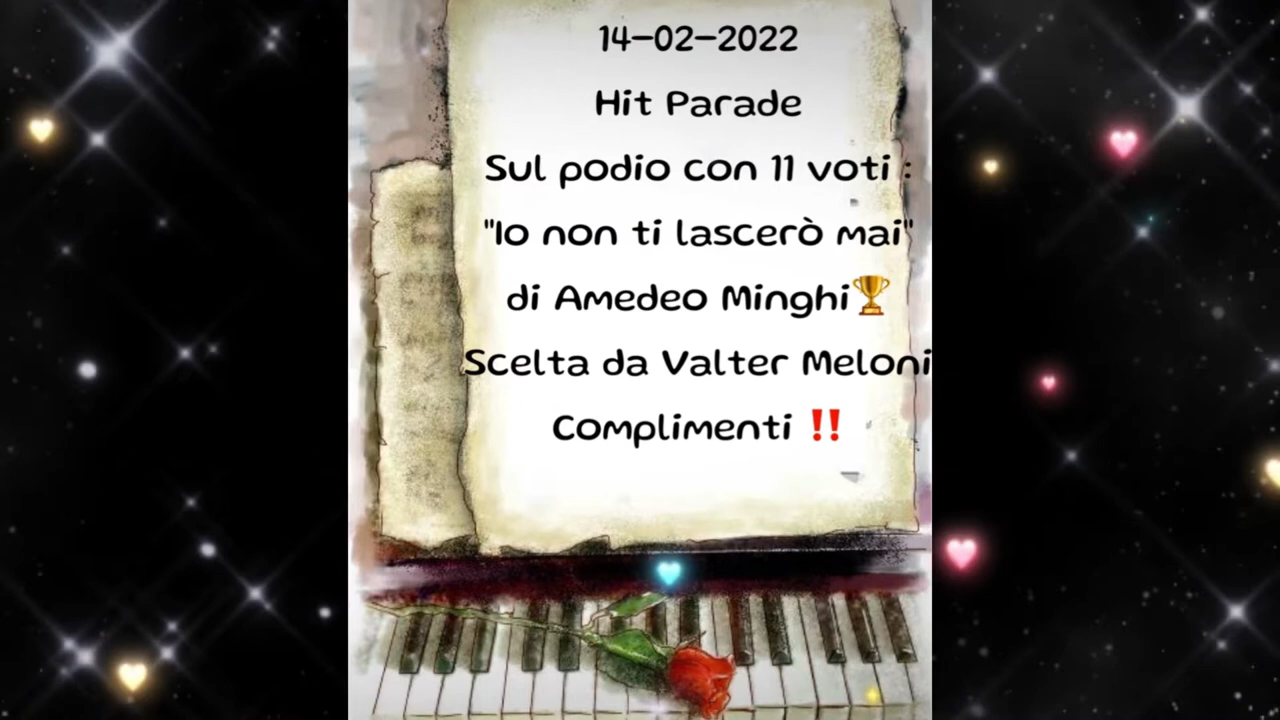 14-02-2022
Hit Parade
Sul podio con 11 voti :
"Io non ti lascerò mai"
di Amedeo Minghi🏆
Scelta da Valter Meloni
Complimenti ‼️